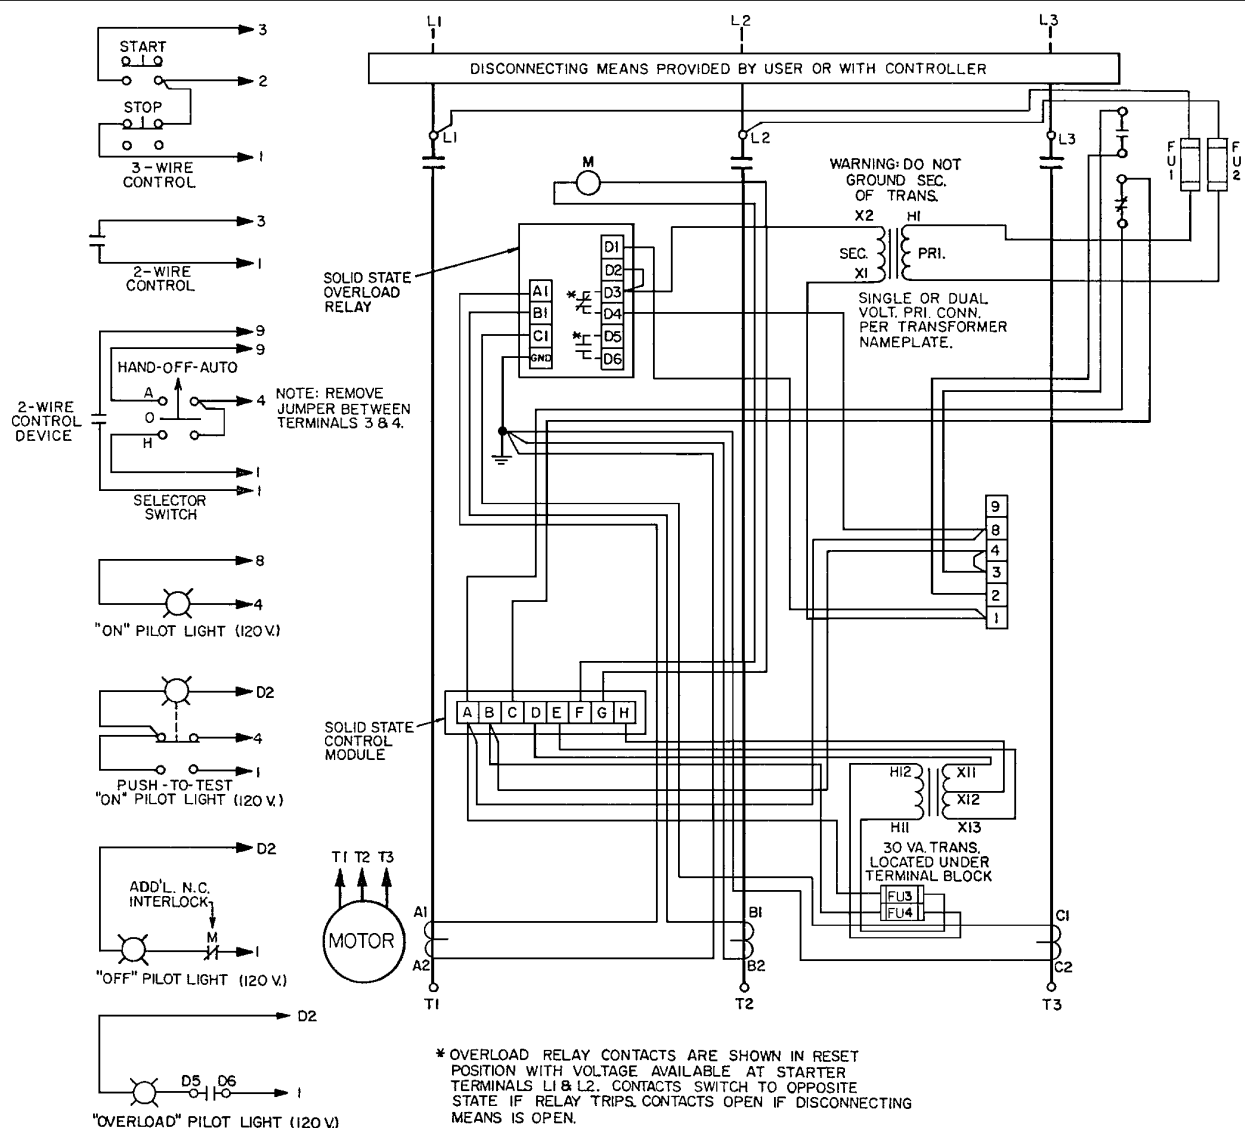 L1
L2
L3
DISCONNECTING MEANS PROVIDED BY USER OR WITH CONTROLLER
L1
L2
L3
3
START
2
STOP
1
3-WIRE
CONTROL
3
1
2-WIRE
CONTROL
9
9
HAND-OFF-AUTO
A
O
H
4
NOTE: REMOVE
JUMPER BETWEEN
TERMINALS 3 & 4.
2-WIRE
CONTROL
DEVICE
1
1
SELECTOR
SWITCH
8
4
"ON" PILOT LIGHT (120 V.)
D2
4
1
PUSH-TO-TEST
"ON" PILOT LIGHT (120 V.)
D2
ADD'L. N.C.
INTERLOCK
M
1
"OFF" PILOT LIGHT (120 V.)
D2
D5
D6
1
"OVERLOAD" PILOT LIGHT (120 V.)
M
SOLID STATE
OVERLOAD
RELAY
A1
B1
C1
GND
D1
D2
D3
D4
D5
D6
*
*
WARNING: DO NOT
GROUND SEC.
OF TRANS.
X2
H1
SEC.
PRI.
X1
SINGLE OR DUAL
VOLT. PRI. CONN.
PER TRANSFORMER
NAMEPLATE.
FU1
FU2
9
8
4
3
2
1
SOLID STATE
CONTROL
MODULE
A B C D E F G H
H12
X11
X12
H11
X13
30 VA. TRANS.
LOCATED UNDER
TERMINAL BLOCK
FU3
FU4
T1 T2 T3
MOTOR
A1
A2
B1
B2
C1
C2
T1
T2
T3
* OVERLOAD RELAY CONTACTS ARE SHOWN IN RESET
POSITION WITH VOLTAGE AVAILABLE AT STARTER
TERMINALS L1 & L2. CONTACTS SWITCH TO OPPOSITE
STATE IF RELAY TRIPS. CONTACTS OPEN IF DISCONNECTING
MEANS IS OPEN.